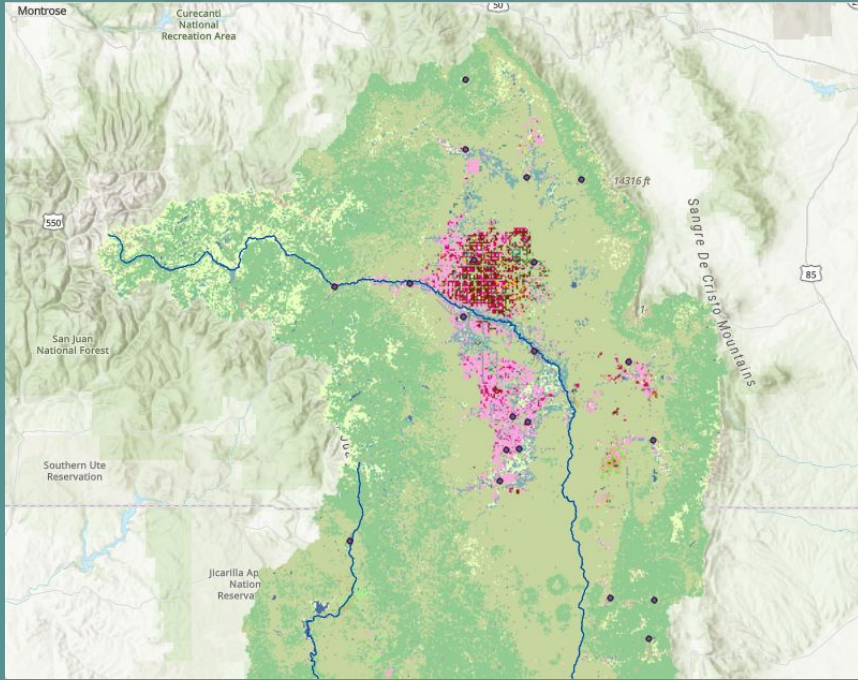 Montrose
Curecanti
National
Recreation Area
50
14316 ft
550
Sangre De Cristo Mountains
85
San Juan
National Forest
Southern Ute
Reservation
Jicarilla Ap
Nation
Reserva